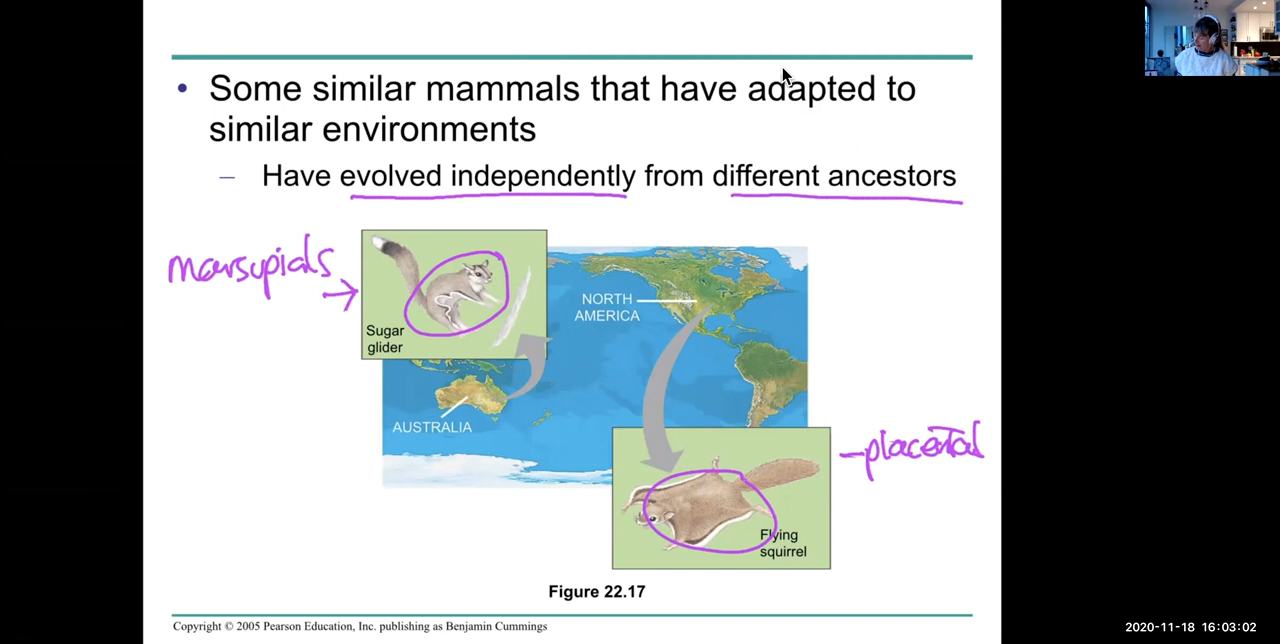 • Some similar mammals that have adapted to
similar environments
– Have evolved independently from different ancestors
marsupials
→
Sugar
glider
NORTH
AMERICA
AUSTRALIA
– placental
Flying
squirrel
Figure 22.17
Copyright © 2005 Pearson Education, Inc. publishing as Benjamin Cummings
2020-11-18 16:03:02